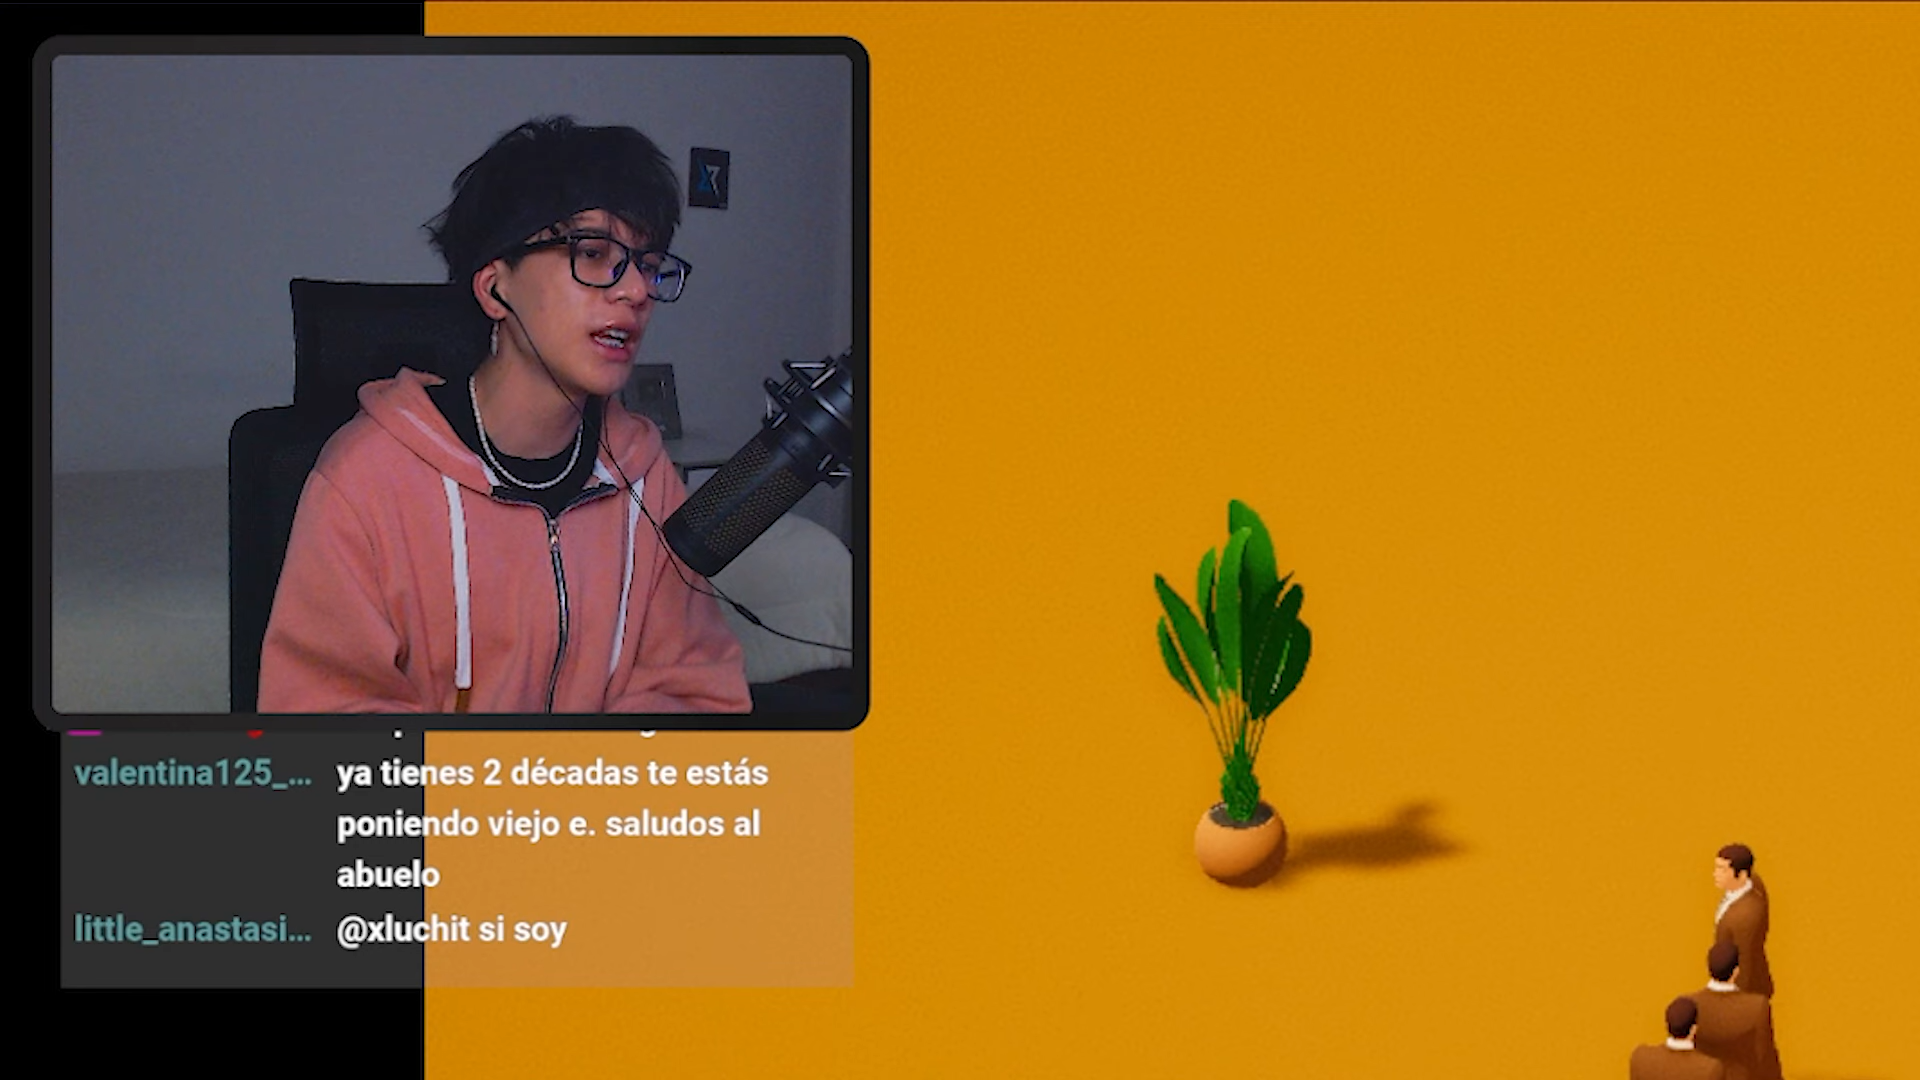 valentina125_... ya tienes 2 décadas te estás
poniendo viejo e. saludos al
abuelo
little_anastasi... @xluchit si soy